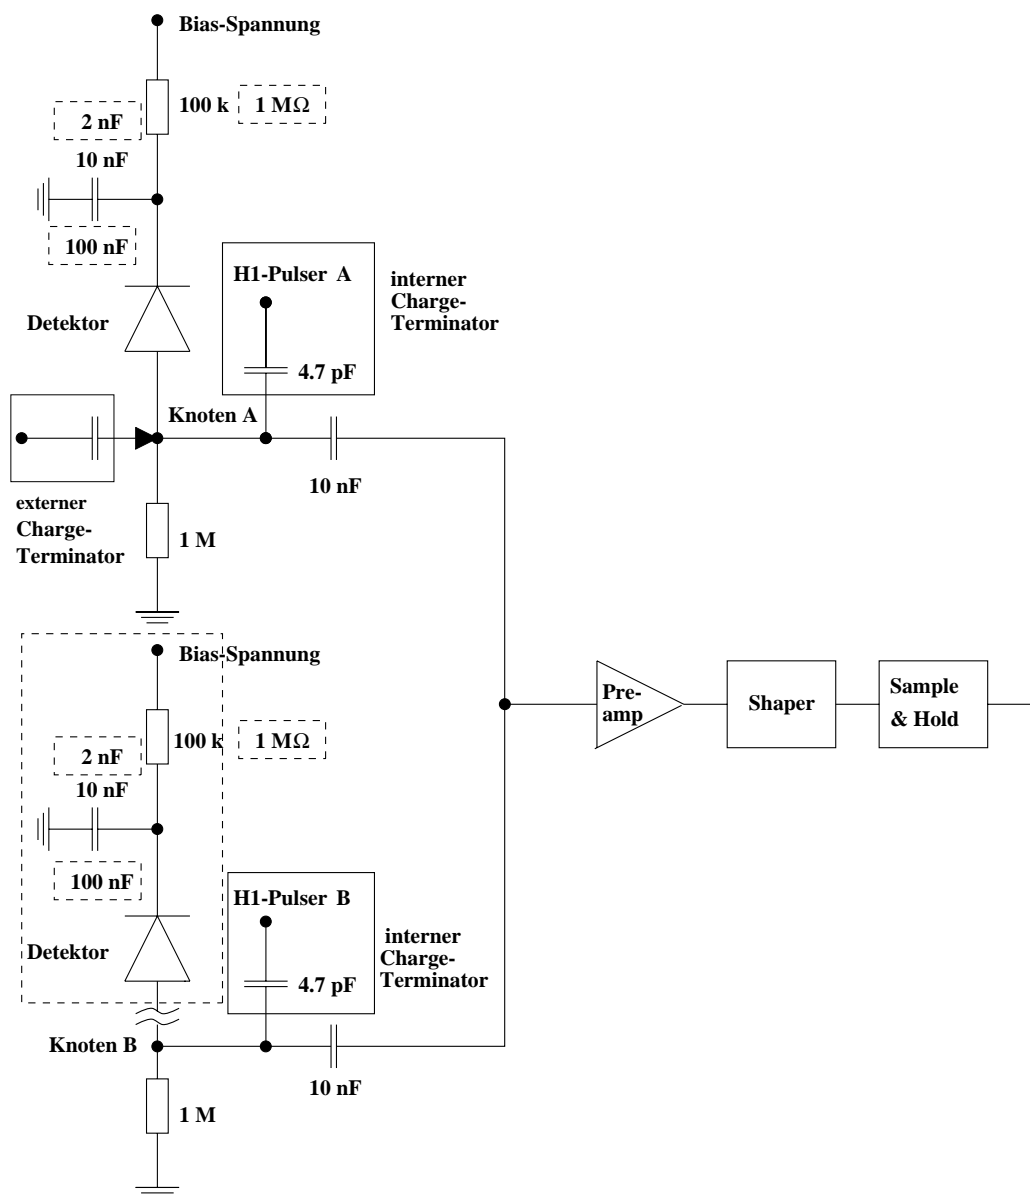 Bias-Spannung
100 k
1 MΩ
2 nF
10 nF
100 nF
H1-Pulser A
interner
Charge-
Terminator
Detektor
4.7 pF
Knoten A
10 nF
externer
Charge-
Terminator
1 M
Bias-Spannung
100 k
1 MΩ
2 nF
10 nF
100 nF
Pre-
amp
Shaper
Sample
& Hold
H1-Pulser B
interner
Charge-
Terminator
Detektor
4.7 pF
Knoten B
10 nF
1 M